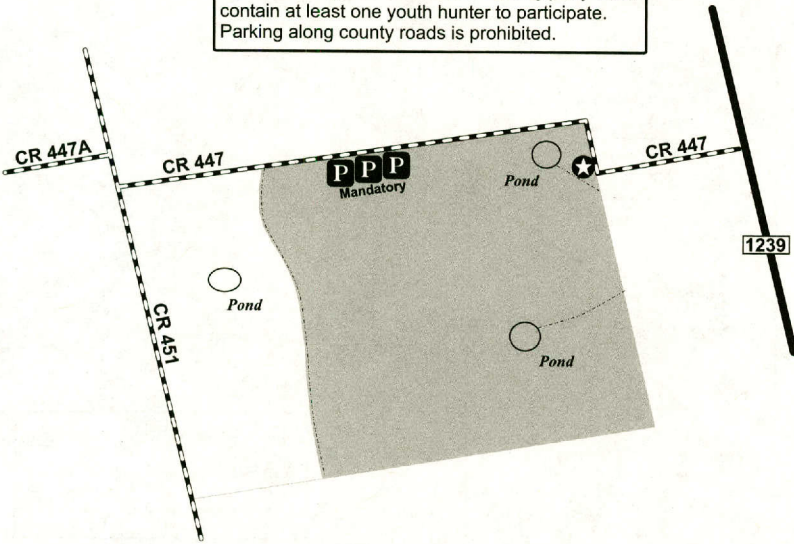 contain at least one youth hunter to participate.
Parking along county roads is prohibited.
CR 447A
CR 447
P P P
Mandatory
Pond
CR 447
1239
Pond
CR 451
Pond